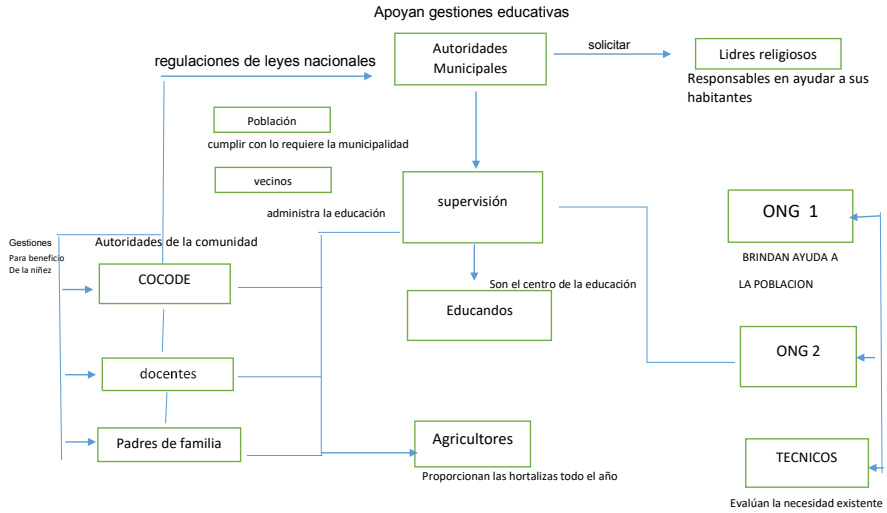 Apoyan gestiones educativas
Autoridades
Municipales
solicitar
Lidres religiosos
regulaciones de leyes nacionales
Responsables en ayudar a sus
habitantes
Población
cumplir con lo requiere la municipalidad
vecinos
supervisión
administra la educación
ONG 1
BRINDAN AYUDA A
LA POBLACION
Gestiones
Para beneficio
De la niñez
Autoridades de la comunidad
COCODE
Son el centro de la educación
Educandos
ONG 2
docentes
Padres de familia
Agricultores
Proporcionan las hortalizas todo el año
TECNICOS
Evalúan la necesidad existente